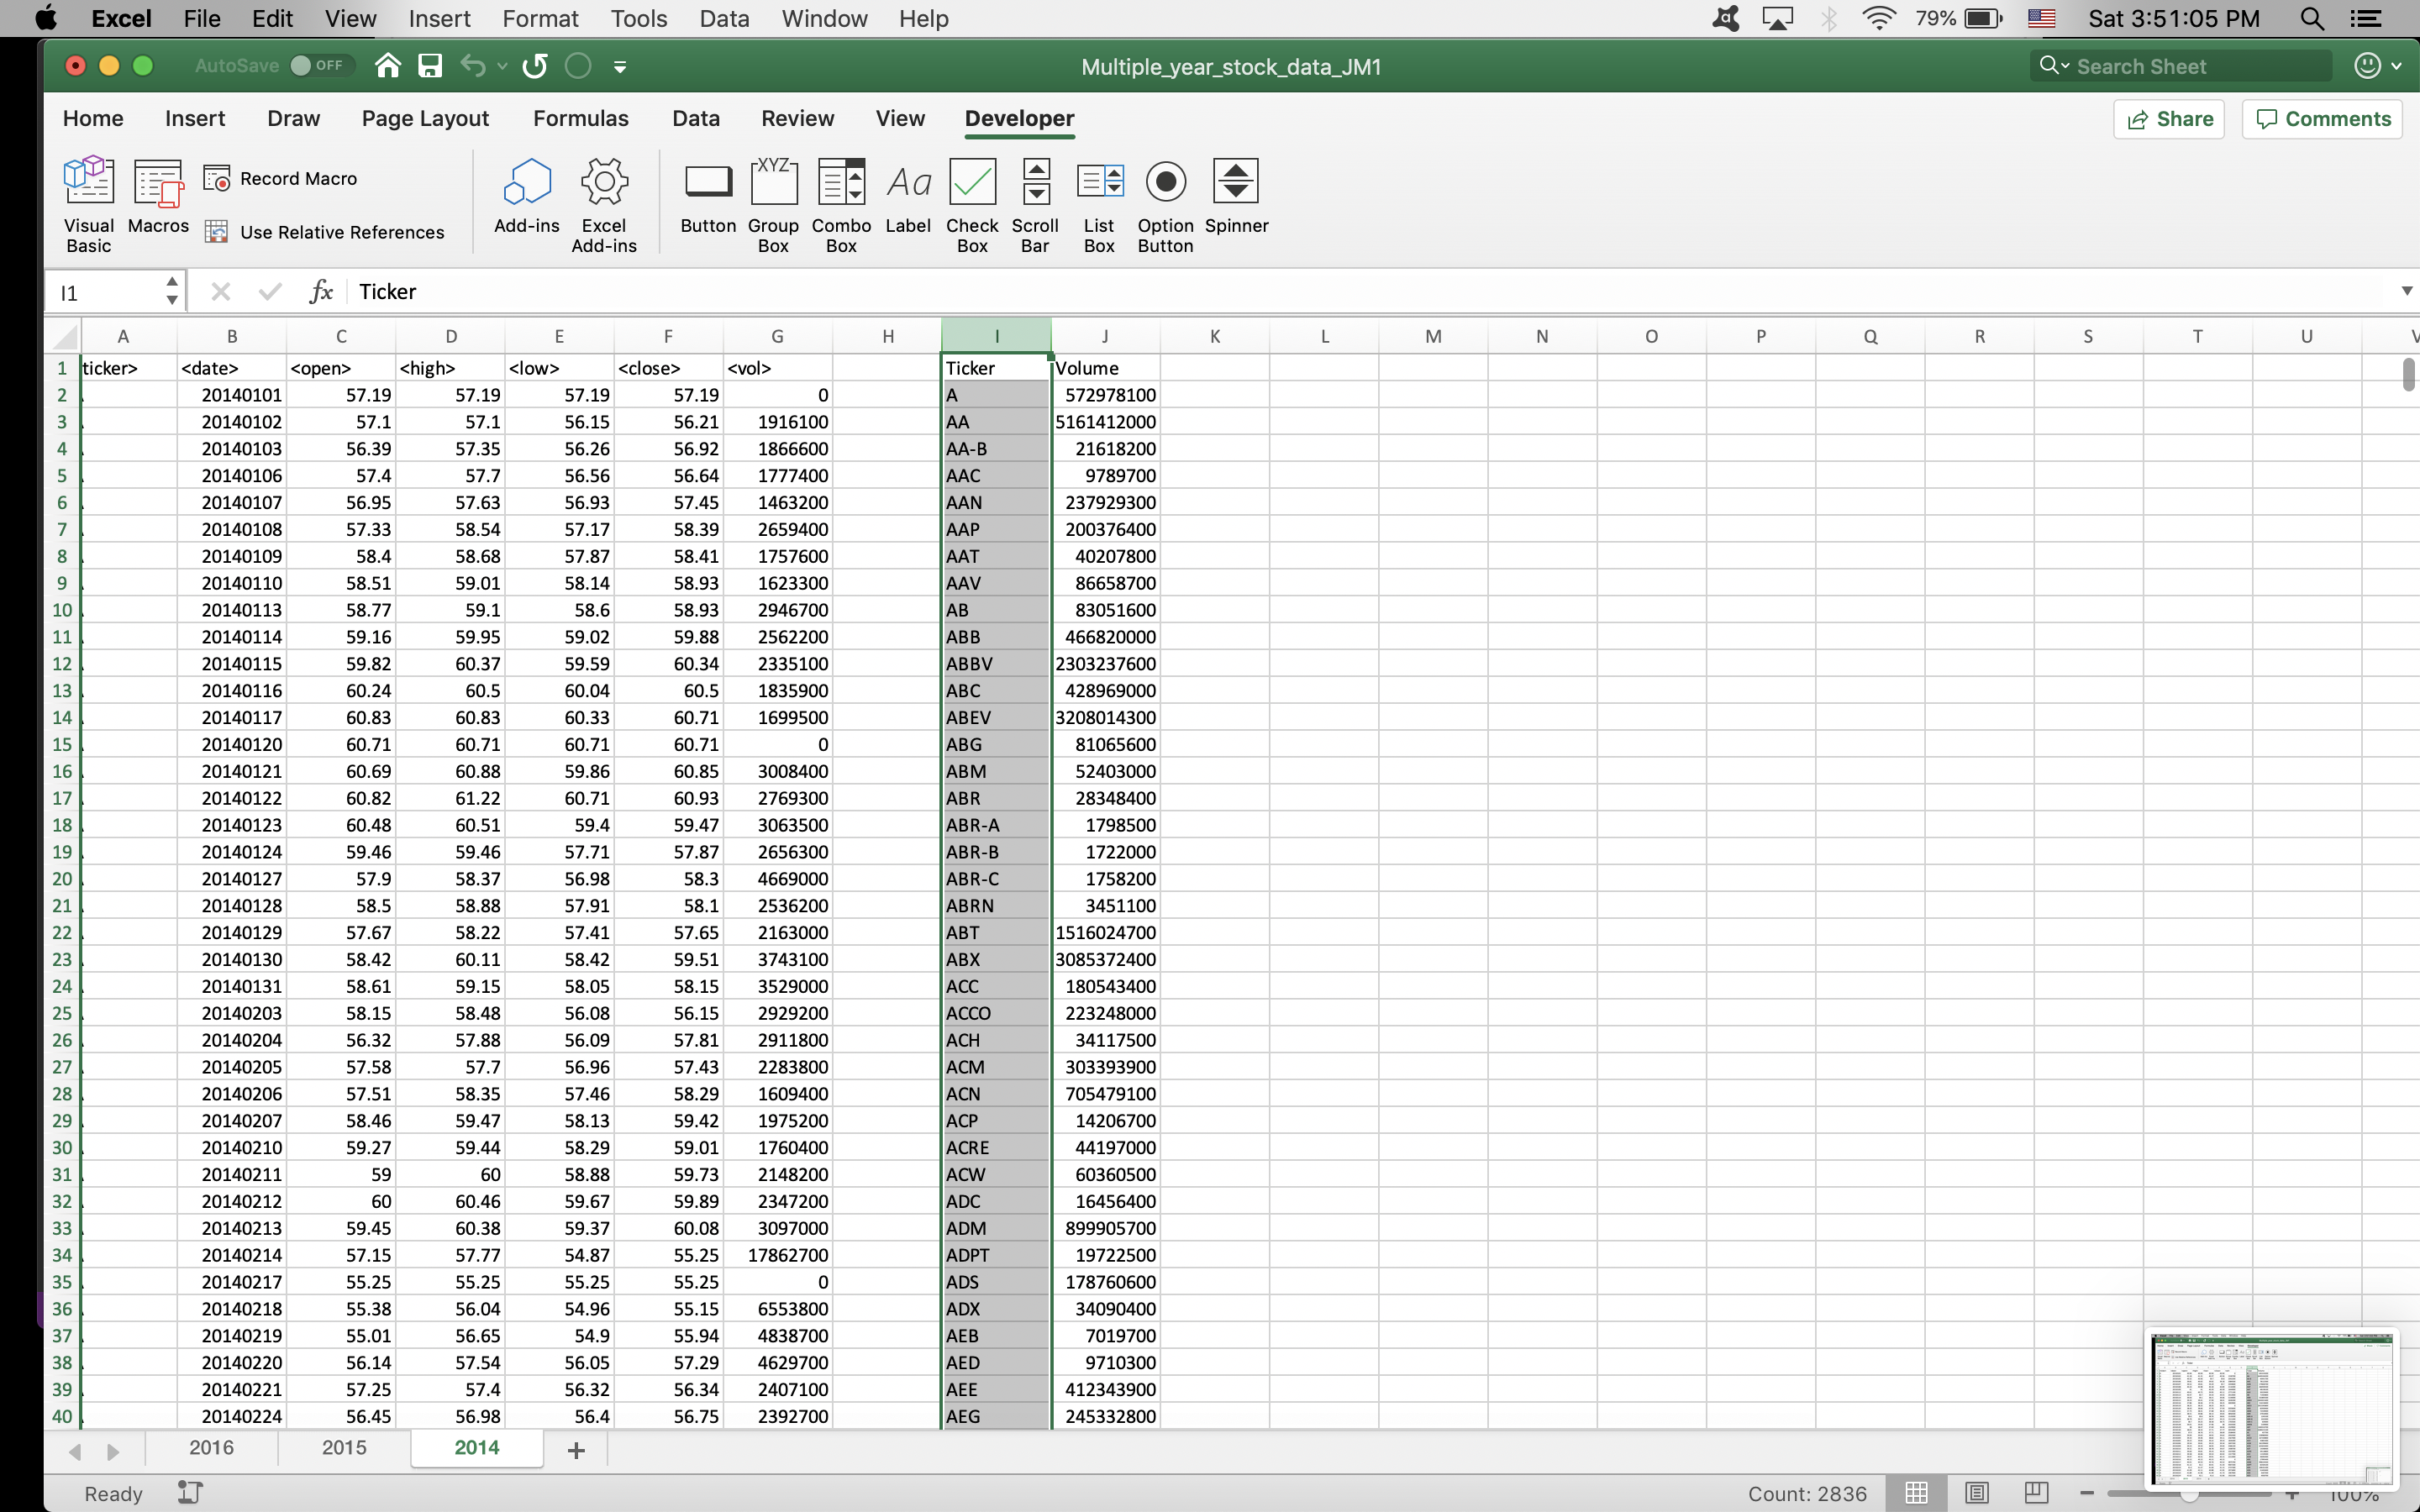 Excel File Edit View Insert Format Tools Data Window Help 79% Sat 3:51:05 PM
AutoSave OFF Multiple_year_stock_data_JM1 Search Sheet
Home Insert Draw Page Layout Formulas Data Review View Developer Share Comments
Visual Basic Macros Record Macro Use Relative References Add-ins Excel Add-ins Button XYZ Group Box Combo Box Aa Label Check Box Scroll Bar List Box Option Button Spinner
I1 fx Ticker
A B C D E F G H I J K L M N O P Q R S T U V
1 ticker> <date> <open> <high> <low> <close> <vol> Ticker Volume
2 20140101 57.19 57.19 57.19 57.19 0 A 572978100
3 20140102 57.1 57.1 56.15 56.21 1916100 AA 5161412000
4 20140103 56.39 57.35 56.26 56.92 1866600 AA-B 21618200
5 20140106 57.4 57.7 56.56 56.64 1777400 AAC 9789700
6 20140107 56.95 57.63 56.93 57.45 1463200 AAN 237929300
7 20140108 57.33 58.54 57.17 58.39 2659400 AAP 200376400
8 20140109 58.4 58.68 57.87 58.41 1757600 AAT 40207800
9 20140110 58.51 59.01 58.14 58.93 1623300 AAV 86658700
10 20140113 58.77 59.1 58.6 58.93 2946700 AB 83051600
11 20140114 59.16 59.95 59.02 59.88 2562200 ABB 466820000
12 20140115 59.82 60.37 59.59 60.34 2335100 ABBV 2303237600
13 20140116 60.24 60.5 60.04 60.5 1835900 ABC 428969000
14 20140117 60.83 60.83 60.33 60.71 1699500 ABEV 3208014300
15 20140120 60.71 60.71 60.71 60.71 0 ABG 81065600
16 20140121 60.69 60.88 59.86 60.85 3008400 ABM 52403000
17 20140122 60.82 61.22 60.71 60.93 2769300 ABR 28348400
18 20140123 60.48 60.51 59.4 59.47 3063500 ABR-A 1798500
19 20140124 59.46 59.46 57.71 57.87 2656300 ABR-B 1722000
20 20140127 57.9 58.37 56.98 58.3 4669000 ABR-C 1758200
21 20140128 58.5 58.88 57.91 58.1 2536200 ABRN 3451100
22 20140129 57.67 58.22 57.41 57.65 2163000 ABT 1516024700
23 20140130 58.42 60.11 58.42 59.51 3743100 ABX 3085372400
24 20140131 58.61 59.15 58.05 58.15 3529000 ACC 180543400
25 20140203 58.15 58.48 56.08 56.15 2929200 ACCO 223248000
26 20140204 56.32 57.88 56.09 57.81 2911800 ACH 34117500
27 20140205 57.58 57.7 56.96 57.43 2283800 ACM 303393900
28 20140206 57.51 58.35 57.46 58.29 1609400 ACN 705479100
29 20140207 58.46 59.47 58.13 59.42 1975200 ACP 14206700
30 20140210 59.27 59.44 58.29 59.01 1760400 ACRE 44197000
31 20140211 59 60 58.88 59.73 2148200 ACW 60360500
32 20140212 60 60.46 59.67 59.89 2347200 ADC 16456400
33 20140213 59.45 60.38 59.37 60.08 3097000 ADM 899905700
34 20140214 57.15 57.77 54.87 55.25 17862700 ADPT 19722500
35 20140217 55.25 55.25 55.25 55.25 0 ADS 178760600
36 20140218 55.38 56.04 54.96 55.15 6553800 ADX 34090400
37 20140219 55.01 56.65 54.9 55.94 4838700 AEB 7019700
38 20140220 56.14 57.54 56.05 57.29 4629700 AED 9710300
39 20140221 57.25 57.4 56.32 56.34 2407100 AEE 412343900
40 20140224 56.45 56.98 56.4 56.75 2392700 AEG 245332800
2016 2015 2014 +
Ready Count: 2836 100%